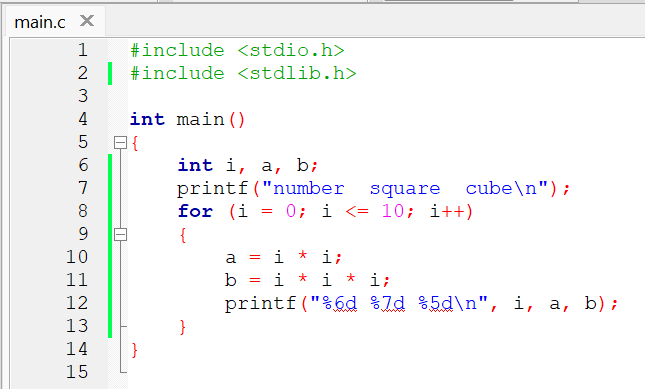 main.c ✕
1 #include <stdio.h>
2 #include <stdlib.h>
3
4 int main()
5 {
6     int i, a, b;
7     printf("number  square  cube\n");
8     for (i = 0; i <= 10; i++)
9     {
10         a = i * i;
11         b = i * i * i;
12         printf("%6d %7d %5d\n", i, a, b);
13     }
14 }
15